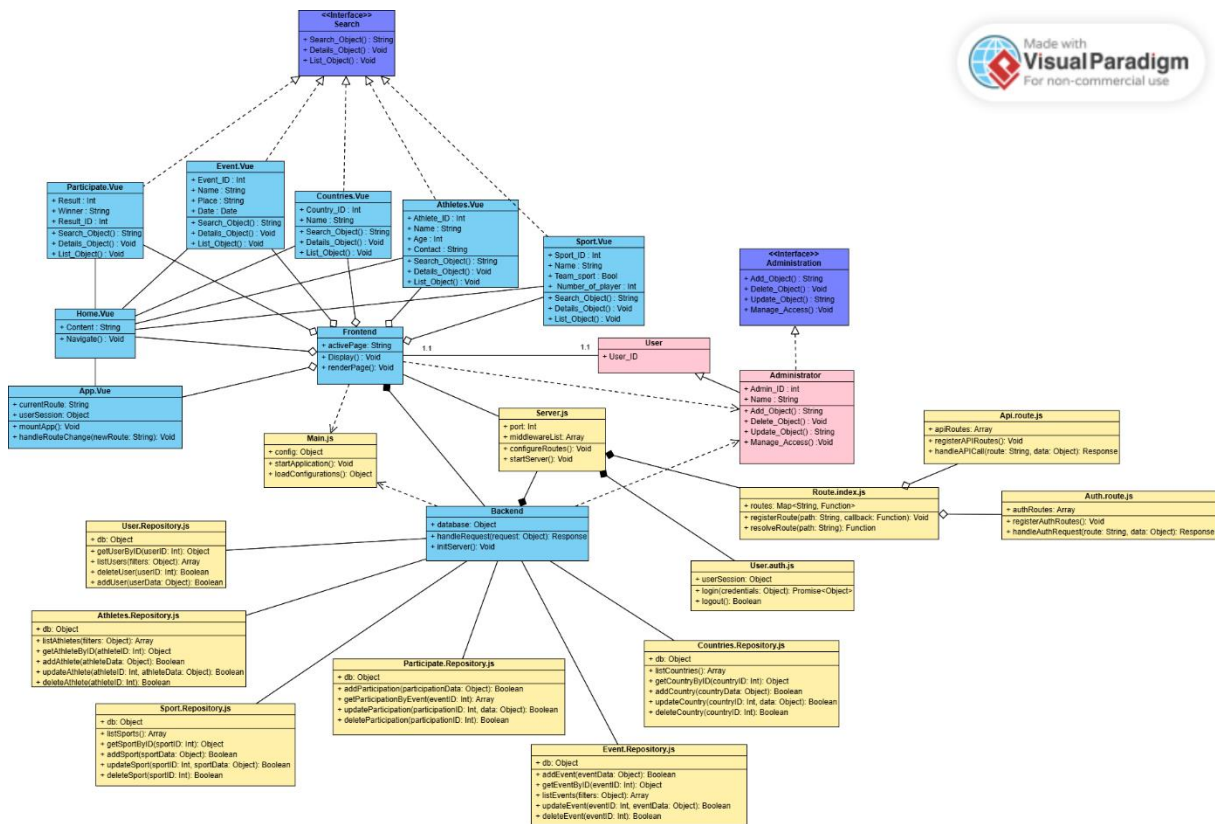 <<Interface>>
Search
+ Search_Object() : String
+ Details_Object() : Void
+ List_Object() : Void
Made with
Visual Paradigm
For non-commercial use
Participate.Vue
+ Result : Int
+ Winner : String
+ Result_ID : Int
+ Search_Object() : String
+ Details_Object() : Void
+ List_Object() : Void
Event.Vue
+ Event_ID : Int
+ Name : String
+ Place : String
+ Date : Date
+ Search_Object() : String
+ Details_Object() : Void
+ List_Object() : Void
Countries.Vue
+ Country_ID : Int
+ Name : String
+ Search_Object() : String
+ Details_Object() : Void
+ List_Object() : Void
Athletes.Vue
+ Athlete_ID : Int
+ Name : String
+ Age : Int
+ Contact : String
+ Search_Object() : String
+ Details_Object() : Void
+ List_Object() : Void
Sport.Vue
+ Sport_ID : Int
+ Name : String
+ Team_sport : Bool
+ Number_of_player : Int
+ Search_Object() : String
+ Details_Object() : Void
+ List_Object() : Void
<<Interface>>
Administration
+ Add_Object() : String
+ Delete_Object() : Void
+ Update_Object() : String
+ Manage_Access() : Void
Home.Vue
+ Content : String
+ Navigate() : Void
Frontend
+ activePage: String
+ Display() : Void
+ renderPage(): Void
1.1
1.1
User
+ User_ID
App.Vue
+ currentRoute: String
+ userSession: Object
+ mountApp(): Void
+ handleRouteChange(newRoute: String): Void
Administrator
+ Admin_ID : int
+ Name : String
+ Add_Object() : String
+ Delete_Object() : Void
+ Update_Object() : String
+ Manage_Access() : Void
Main.js
+ config: Object
+ startApplication(): Void
+ loadConfigurations(): Object
Server.js
+ port: Int
+ middlewareList: Array
+ configureRoutes(): Void
+ startServer(): Void
Api.route.js
+ apiRoutes: Array
+ registerAPIRoutes(): Void
+ handleAPICall(route: String, data: Object): Response
Route.index.js
+ routes: Map<String, Function>
+ registerRoute(path: String, callback: Function): Void
+ resolveRoute(path: String): Function
Auth.route.js
+ authRoutes: Array
+ registerAuthRoutes(): Void
+ handleAuthRequest(route: String, data: Object): Response
Backend
+ database: Object
+ handleRequest(request: Object): Response
+ initServer(): Void
User.Repository.js
+ db: Object
+ getUserByID(userID: Int): Object
+ listUsers(filters: Object): Array
+ deleteUser(userID: Int): Boolean
+ addUser(userData: Object): Boolean
User.auth.js
+ userSession: Object
+ login(credentials: Object): Promise<Object>
+ logout(): Boolean
Athletes.Repository.js
+ db: Object
+ listAthletes(filters: Object): Array
+ getAthleteByID(athleteID: Int): Object
+ addAthlete(athleteData: Object): Boolean
+ updateAthlete(athleteID: Int, athleteData: Object): Boolean
+ deleteAthlete(athleteID: Int): Boolean
Participate.Repository.js
+ db: Object
+ addParticipation(participationData: Object): Boolean
+ getParticipationByEvent(eventID: Int): Array
+ updateParticipation(participationID: Int, data: Object): Boolean
+ deleteParticipation(participationID: Int): Boolean
Countries.Repository.js
+ db: Object
+ listCountries(): Array
+ getCountryByID(countryID: Int): Object
+ addCountry(countryData: Object): Boolean
+ updateCountry(countryID: Int, data: Object): Boolean
+ deleteCountry(countryID: Int): Boolean
Sport.Repository.js
+ db: Object
+ listSports(): Array
+ getSportByID(sportID: Int): Object
+ addSport(sportData: Object): Boolean
+ updateSport(sportID: Int, sportData: Object): Boolean
+ deleteSport(sportID: Int): Boolean
Event.Repository.js
+ db: Object
+ addEvent(eventData: Object): Boolean
+ getEventByID(eventID: Int): Object
+ listEvents(filters: Object): Array
+ updateEvent(eventID: Int, eventData: Object): Boolean
+ deleteEvent(eventID: Int): Boolean